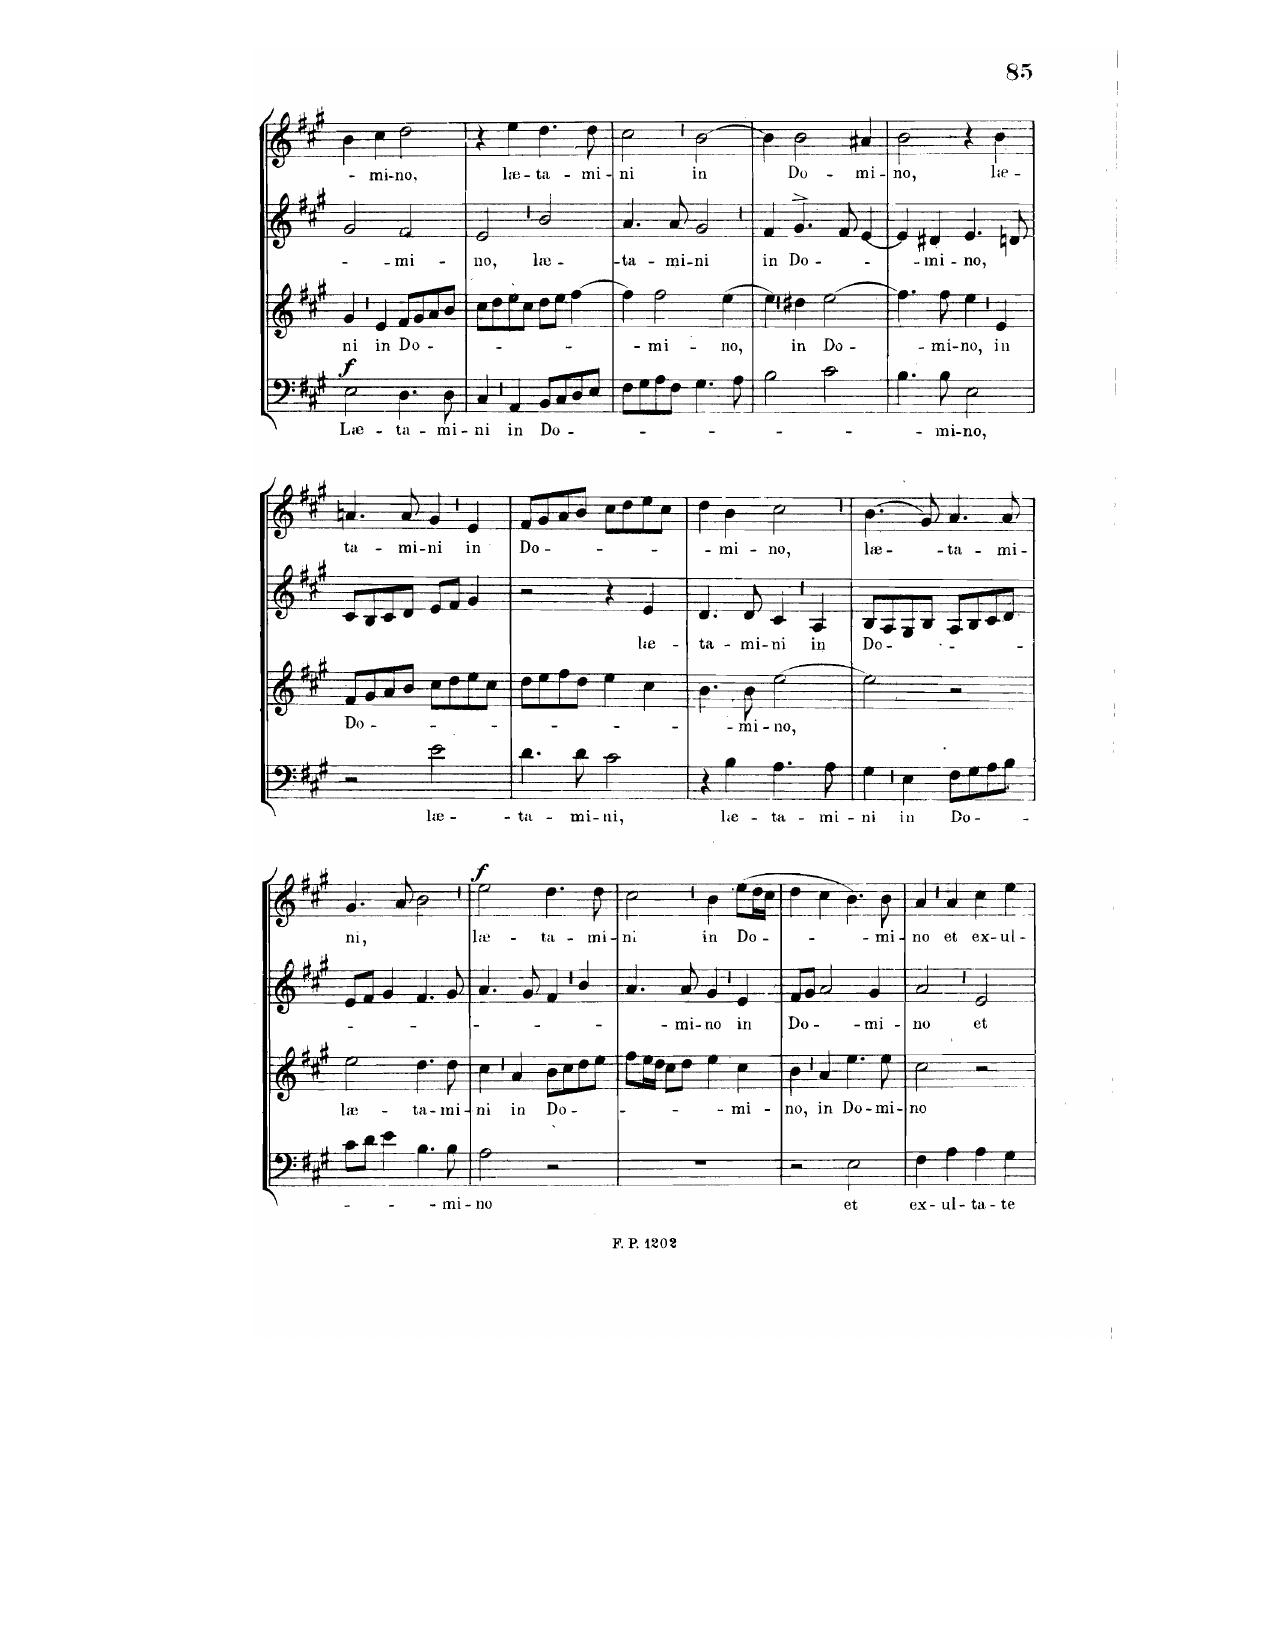 85
- mi-no, læ-ta - mi-ni in Do - mi-no, læ-
- - mi - no, læ - - ta - mi-ni in Do - - - mi - no,
ni in Do - - - - - - mi - no, in Do - - mi-no, in
f
Læ - ta - mi - ni in Do - - - - - - - mi-no,
ta - mi-ni in Do - - - - - mi - no, læ - - ta - mi-
læ - ta - mi-ni in Do - - - -
Do - - - - - - - - mi - no,
læ - - ta - mi-ni, læ - ta - mi - ni in Do - -
f
ni, læ - ta - mi-ni in Do - - - - mi - no et ex-ul-
- - - - - - - - - mi-no in Do - - mi - no et
læ - ta-mi-ni in Do - - - - - mi - no, in Do-mi-no
- - - mi-no et ex-ul-ta-te
F. P. 1202